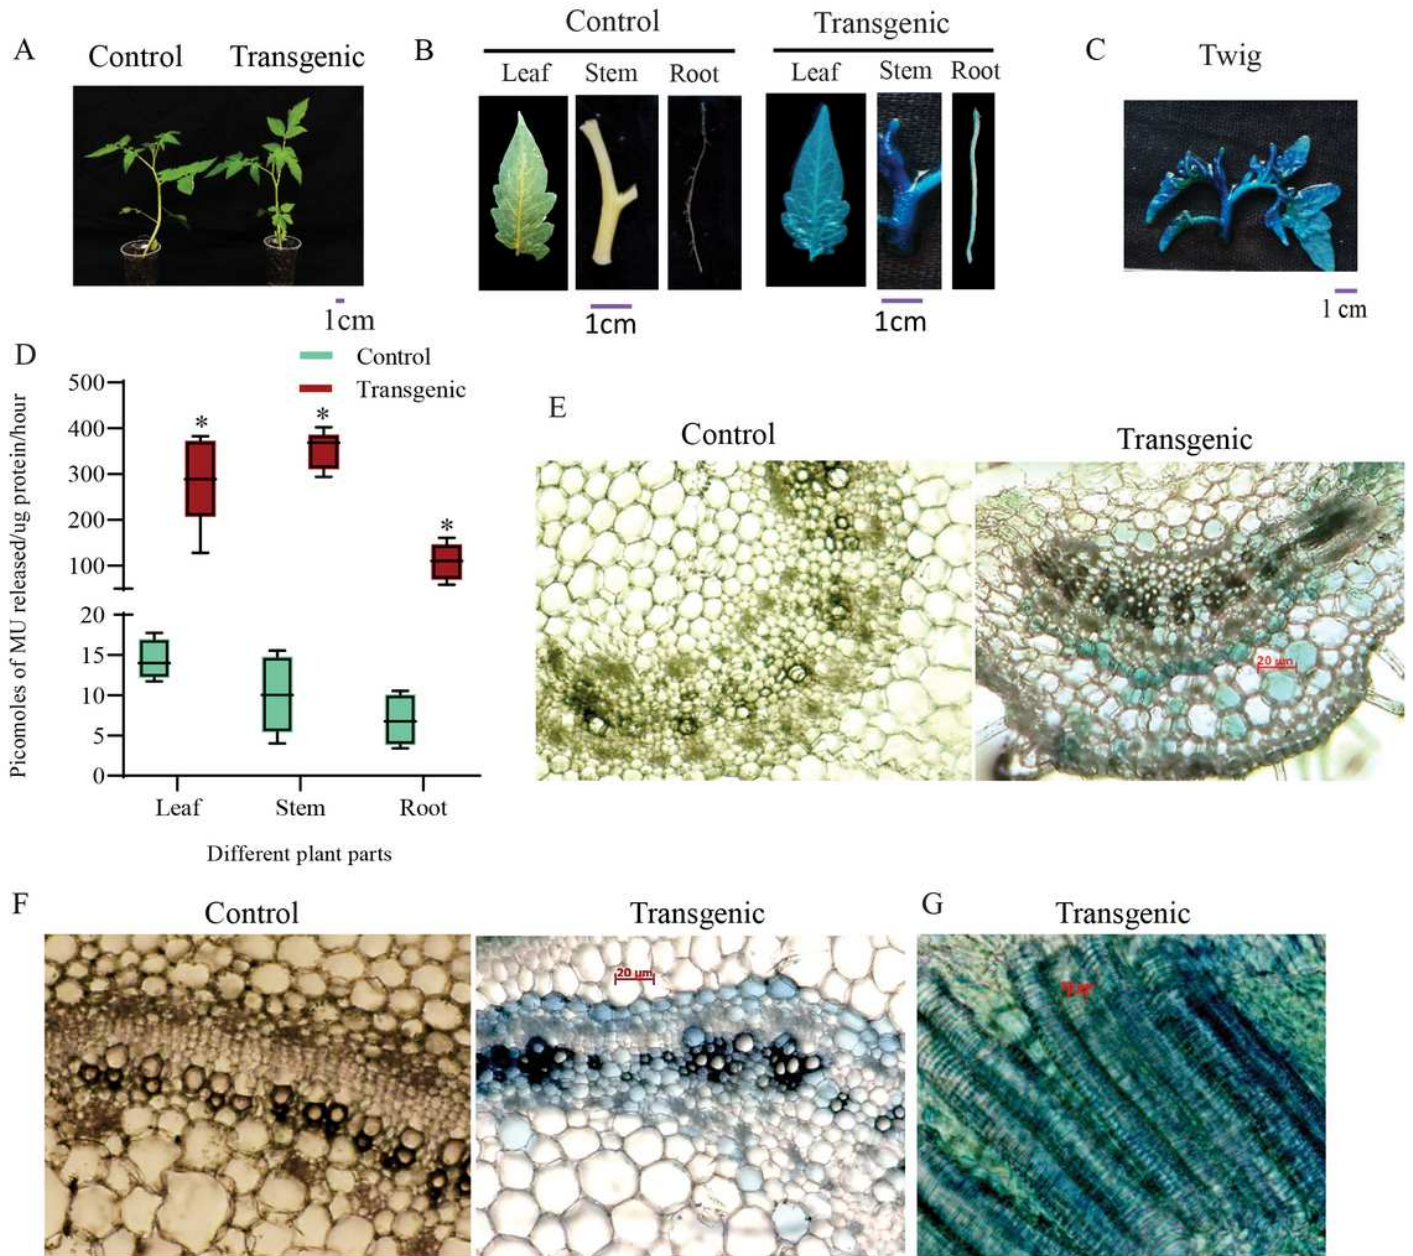 A
Control Transgenic
1cm
B
Control Transgenic
Leaf Stem Root Leaf Stem Root
1cm 1cm
C
Twig
1 cm
D
Control
Transgenic
Picomoles of MU released/ug protein/hour
500
400
300
200
100
20
15
10
5
0
* * *
Leaf Stem Root
Different plant parts
E
Control Transgenic
20 µm
F
Control Transgenic
20 µm
G
Transgenic